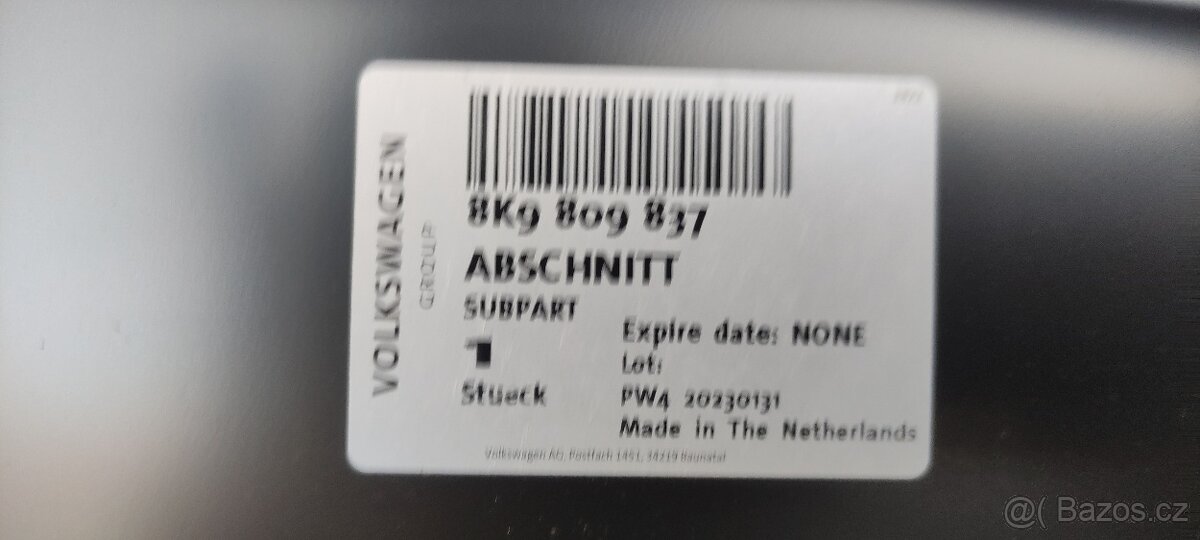 VOLKSWAGEN
GROUP
8K9 809 837
ABSCHNITT
SUBPART
1
Stueck
Expire date: NONE
Lot:
PW4 20230131
Made in The Netherlands
Volkswagen AG, Postfach 1451, 34219 Baunatal
@( Bazos.cz